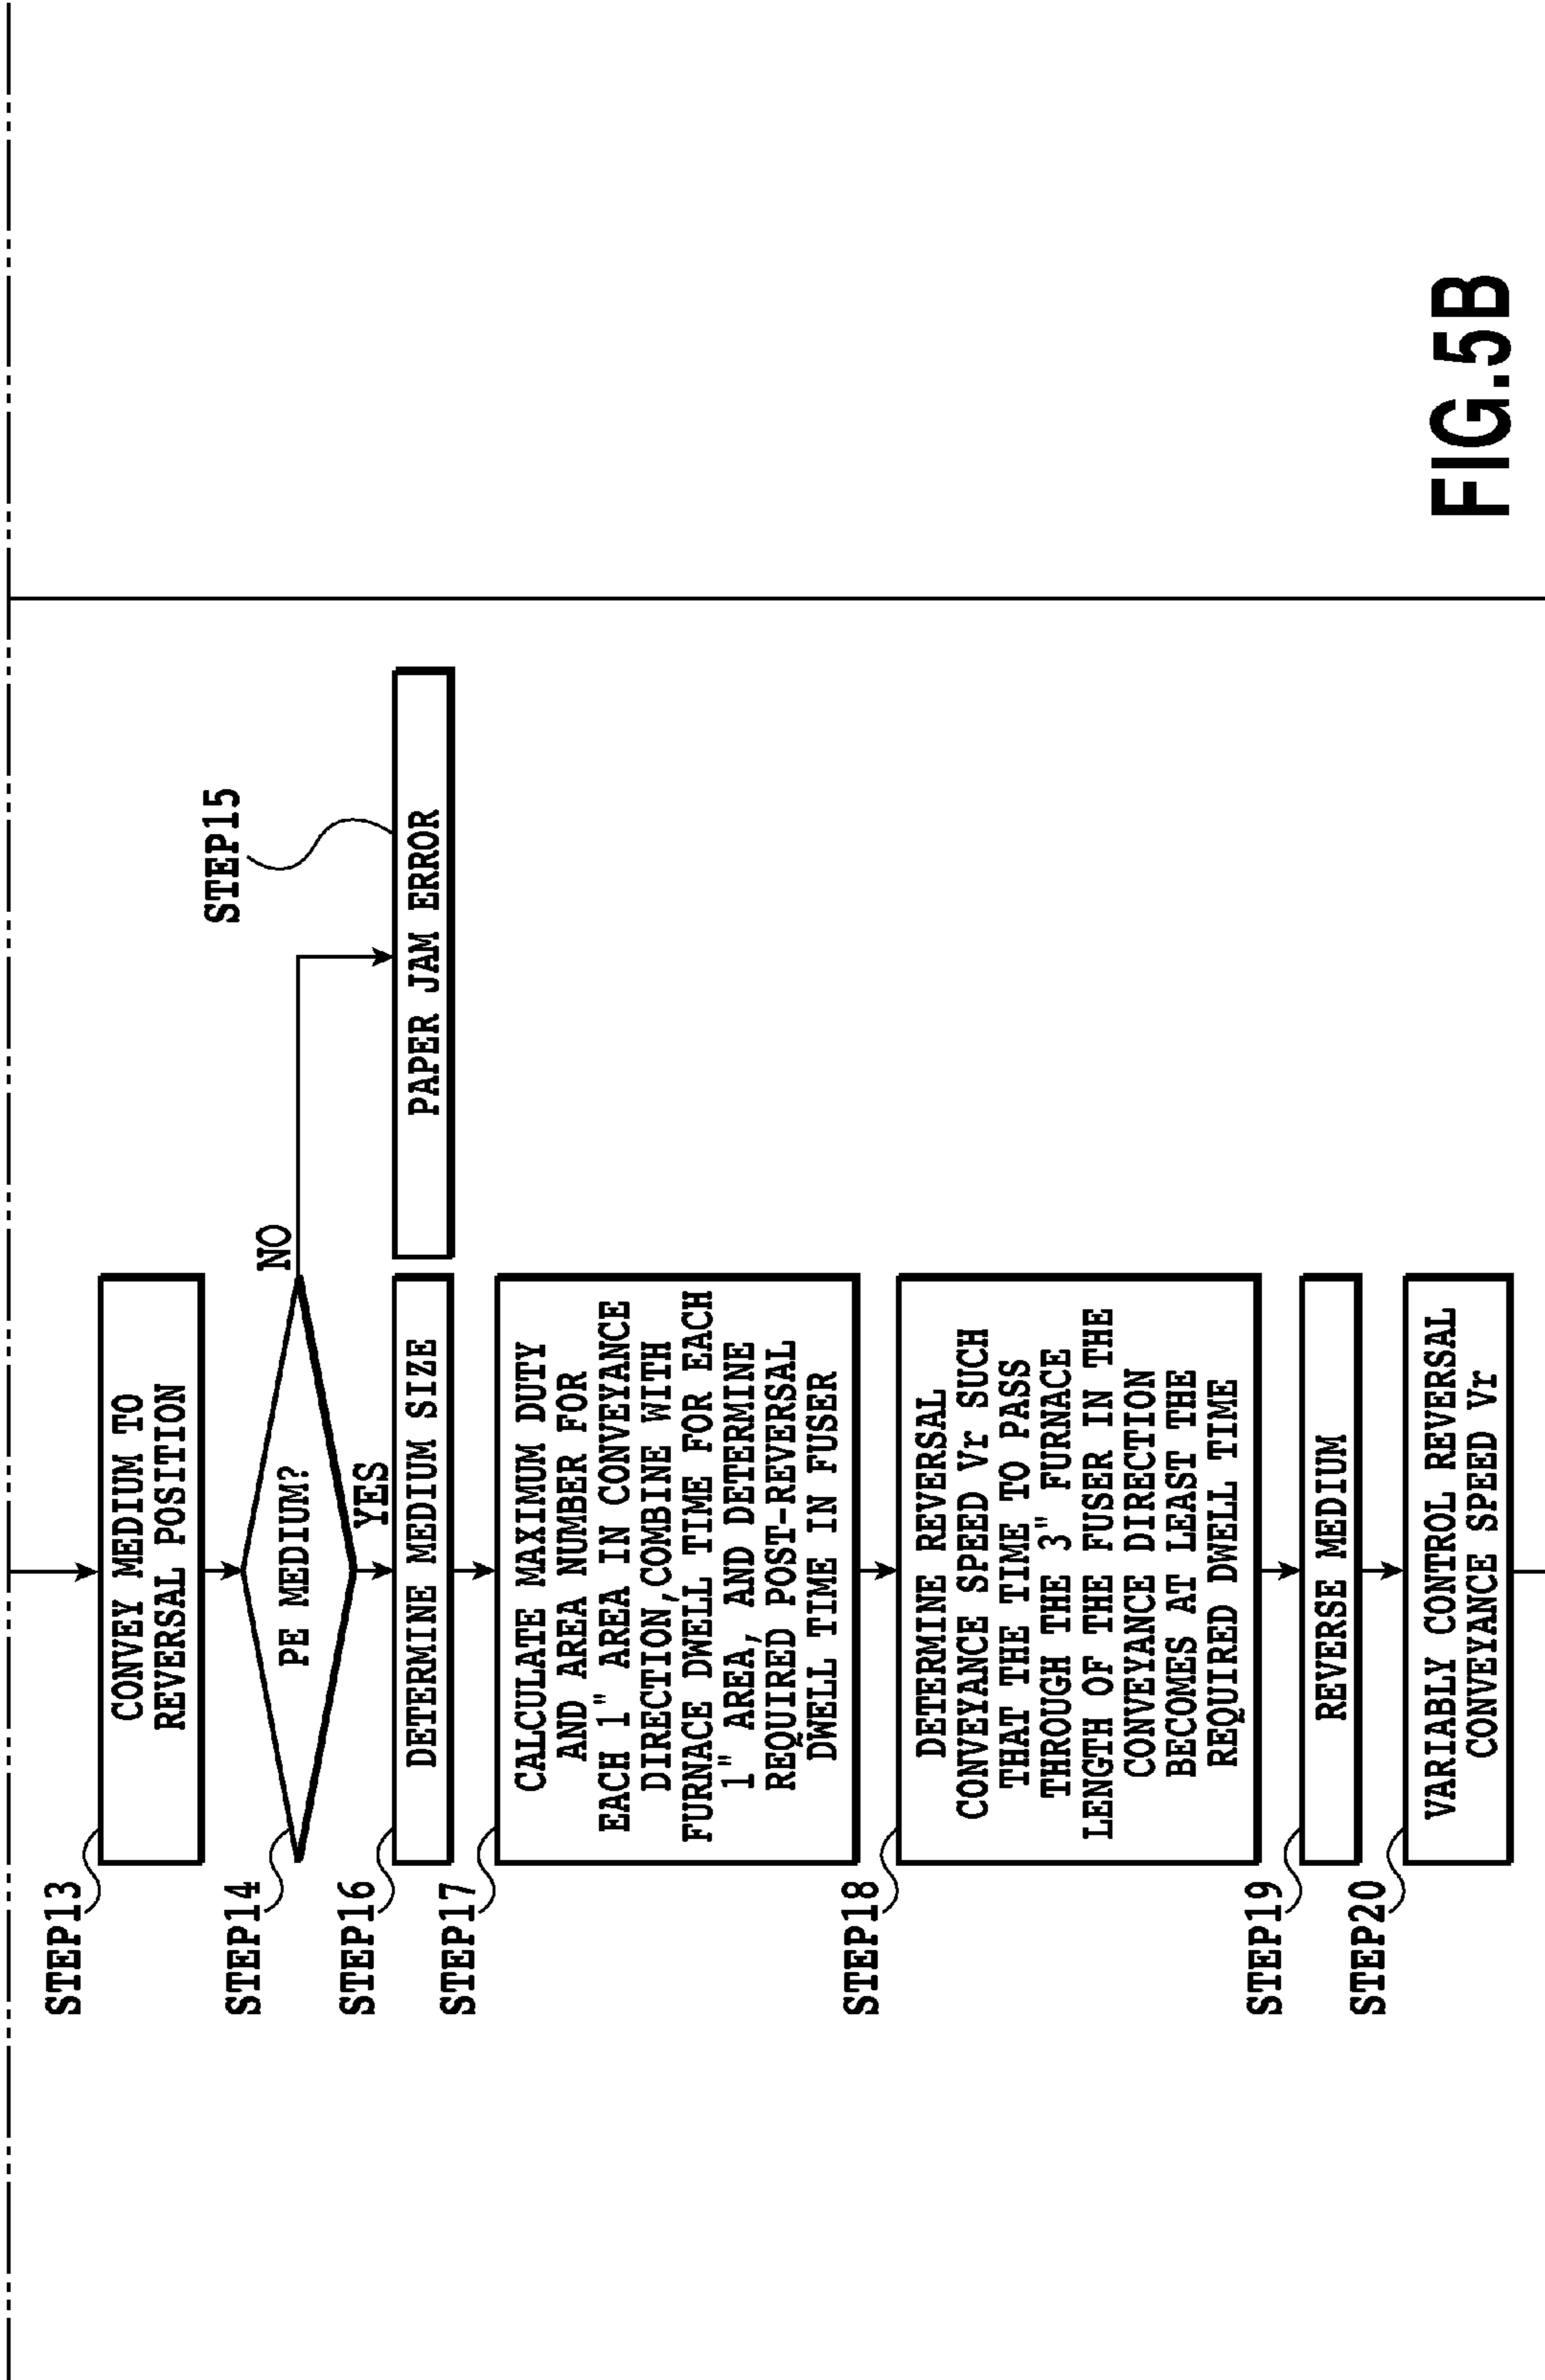 STEP13
CONVEY MEDIUM TO
REVERSAL POSITION
STEP14
PE MEDIUM?
NO
YES
STEP15
PAPER JAM ERROR
STEP16
DETERMINE MEDIUM SIZE
STEP17
CALCULATE MAXIMUM DUTY
AND AREA NUMBER FOR
EACH 1" AREA IN CONVEYANCE
DIRECTION,COMBINE WITH
FURNACE DWELL TIME FOR EACH
1" AREA, AND DETERMINE
REQUIRED POST-REVERSAL
DWELL TIME IN FUSER
STEP18
DETERMINE REVERSAL
CONVEYANCE SPEED Vr SUCH
THAT THE TIME TO PASS
THROUGH THE 3" FURNACE
LENGTH OF THE FUSER IN THE
CONVEYANCE DIRECTION
BECOMES AT LEAST THE
REQUIRED DWELL TIME
STEP19
REVERSE MEDIUM
STEP20
VARIABLY CONTROL REVERSAL
CONVEYANCE SPEED Vr
FIG.5B